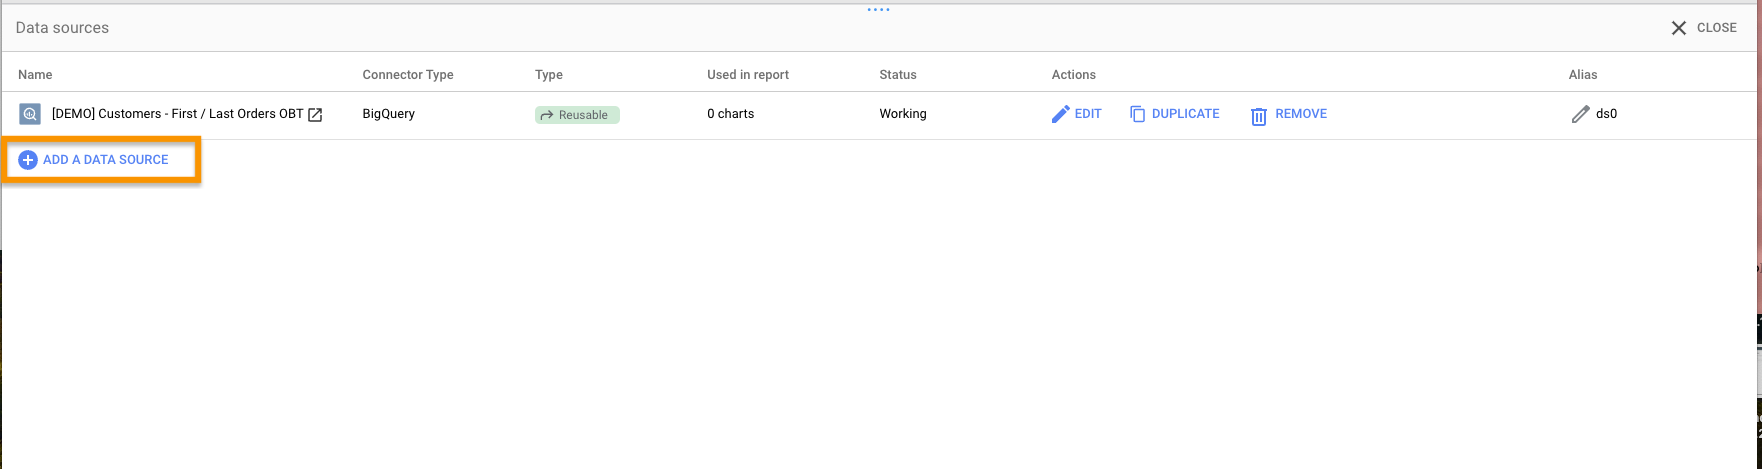 Data sources
CLOSE
Name Connector Type Type Used in report Status Actions Alias
[DEMO] Customers - First / Last Orders OBT BigQuery Reusable 0 charts Working EDIT DUPLICATE REMOVE ds0
ADD A DATA SOURCE